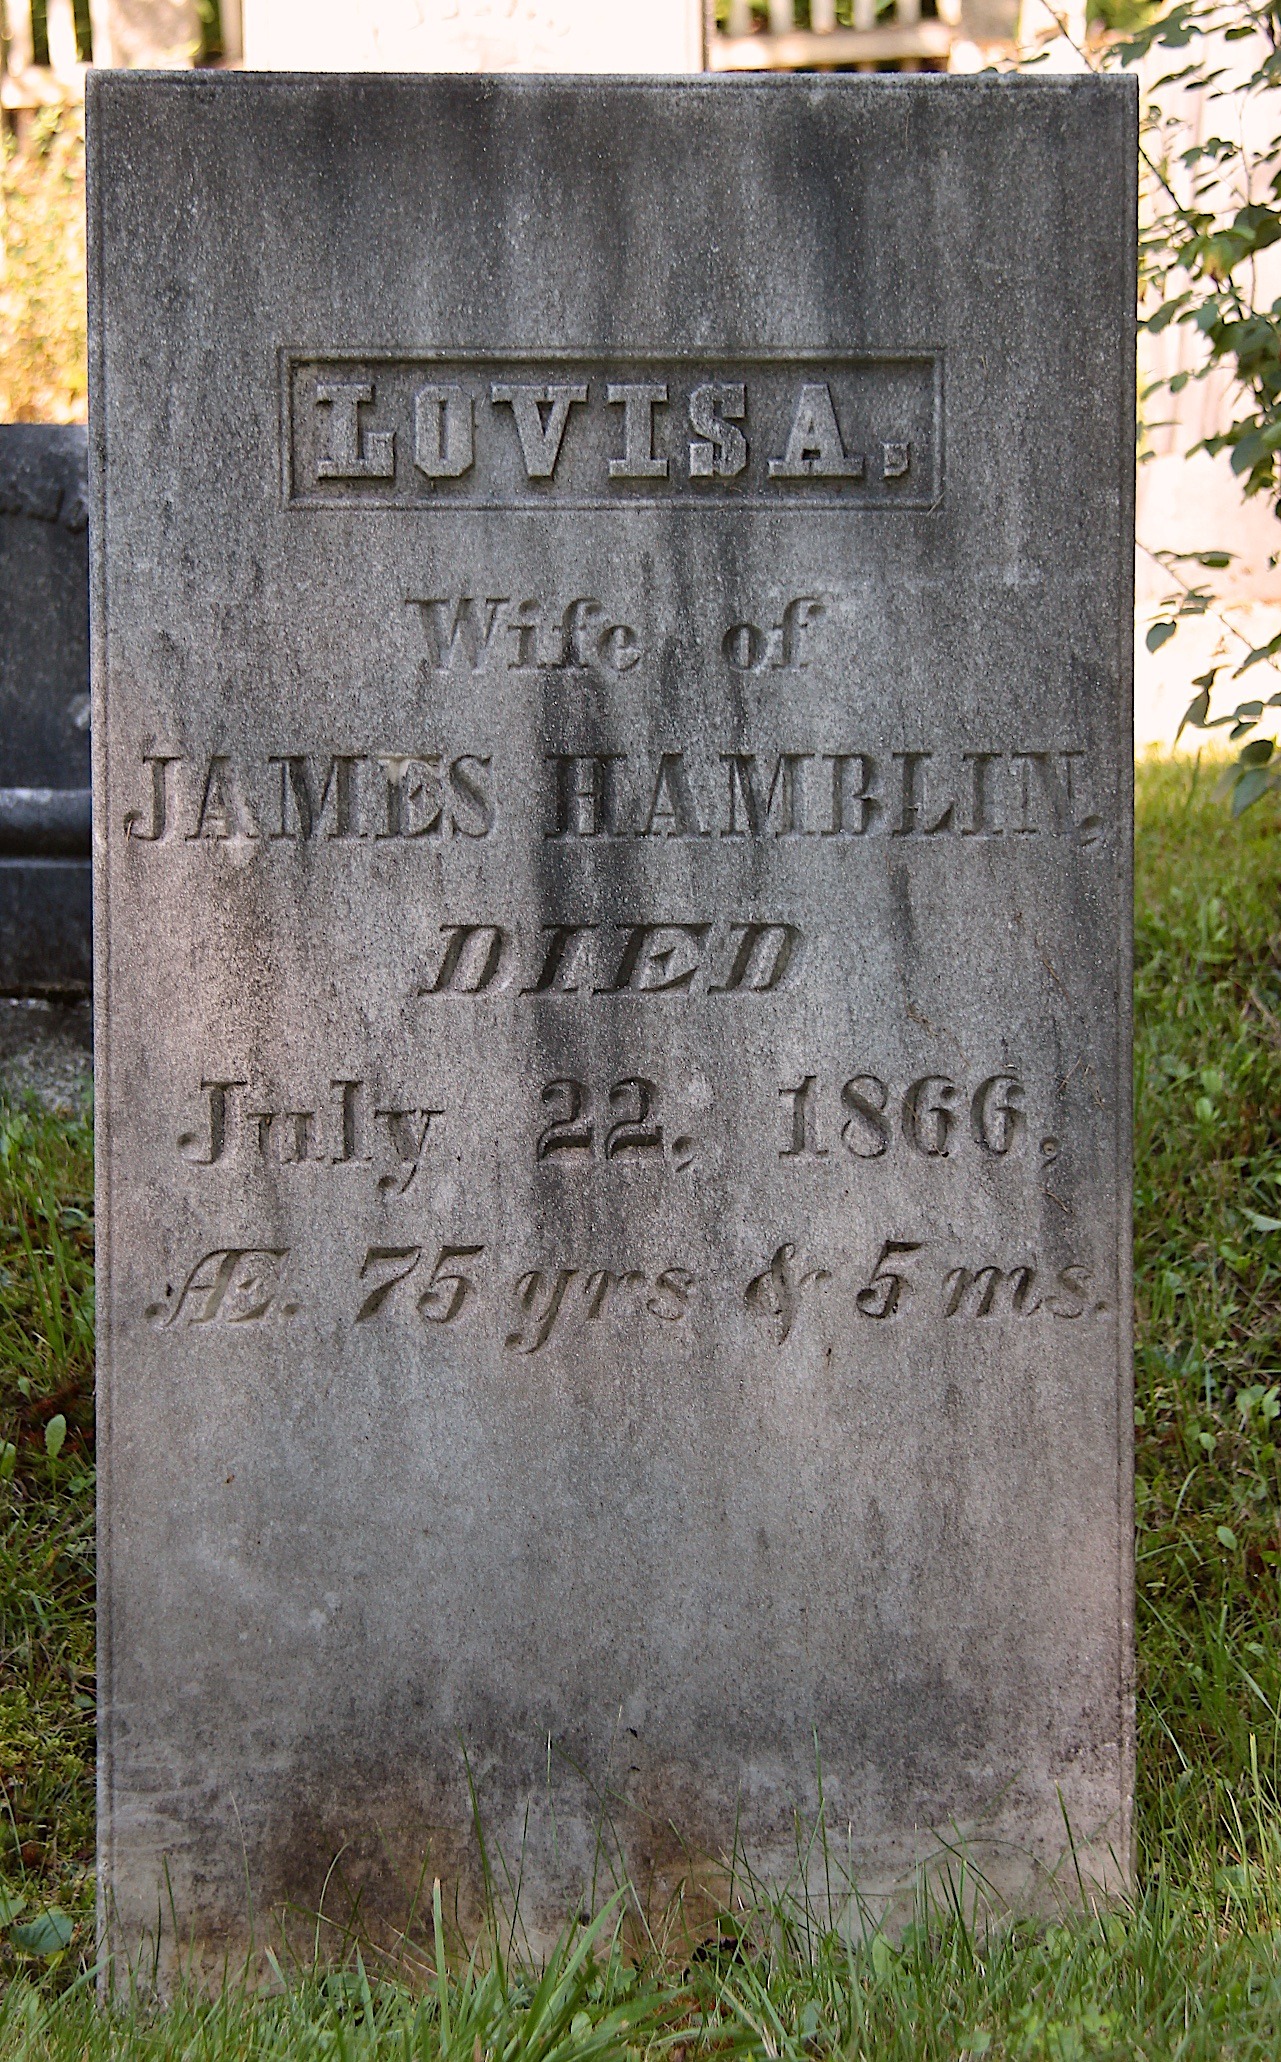 LOVISA,
Wife of
JAMES HAMBLIN,
DIED
July 22, 1866.
Æ. 75 yrs & 5 ms.